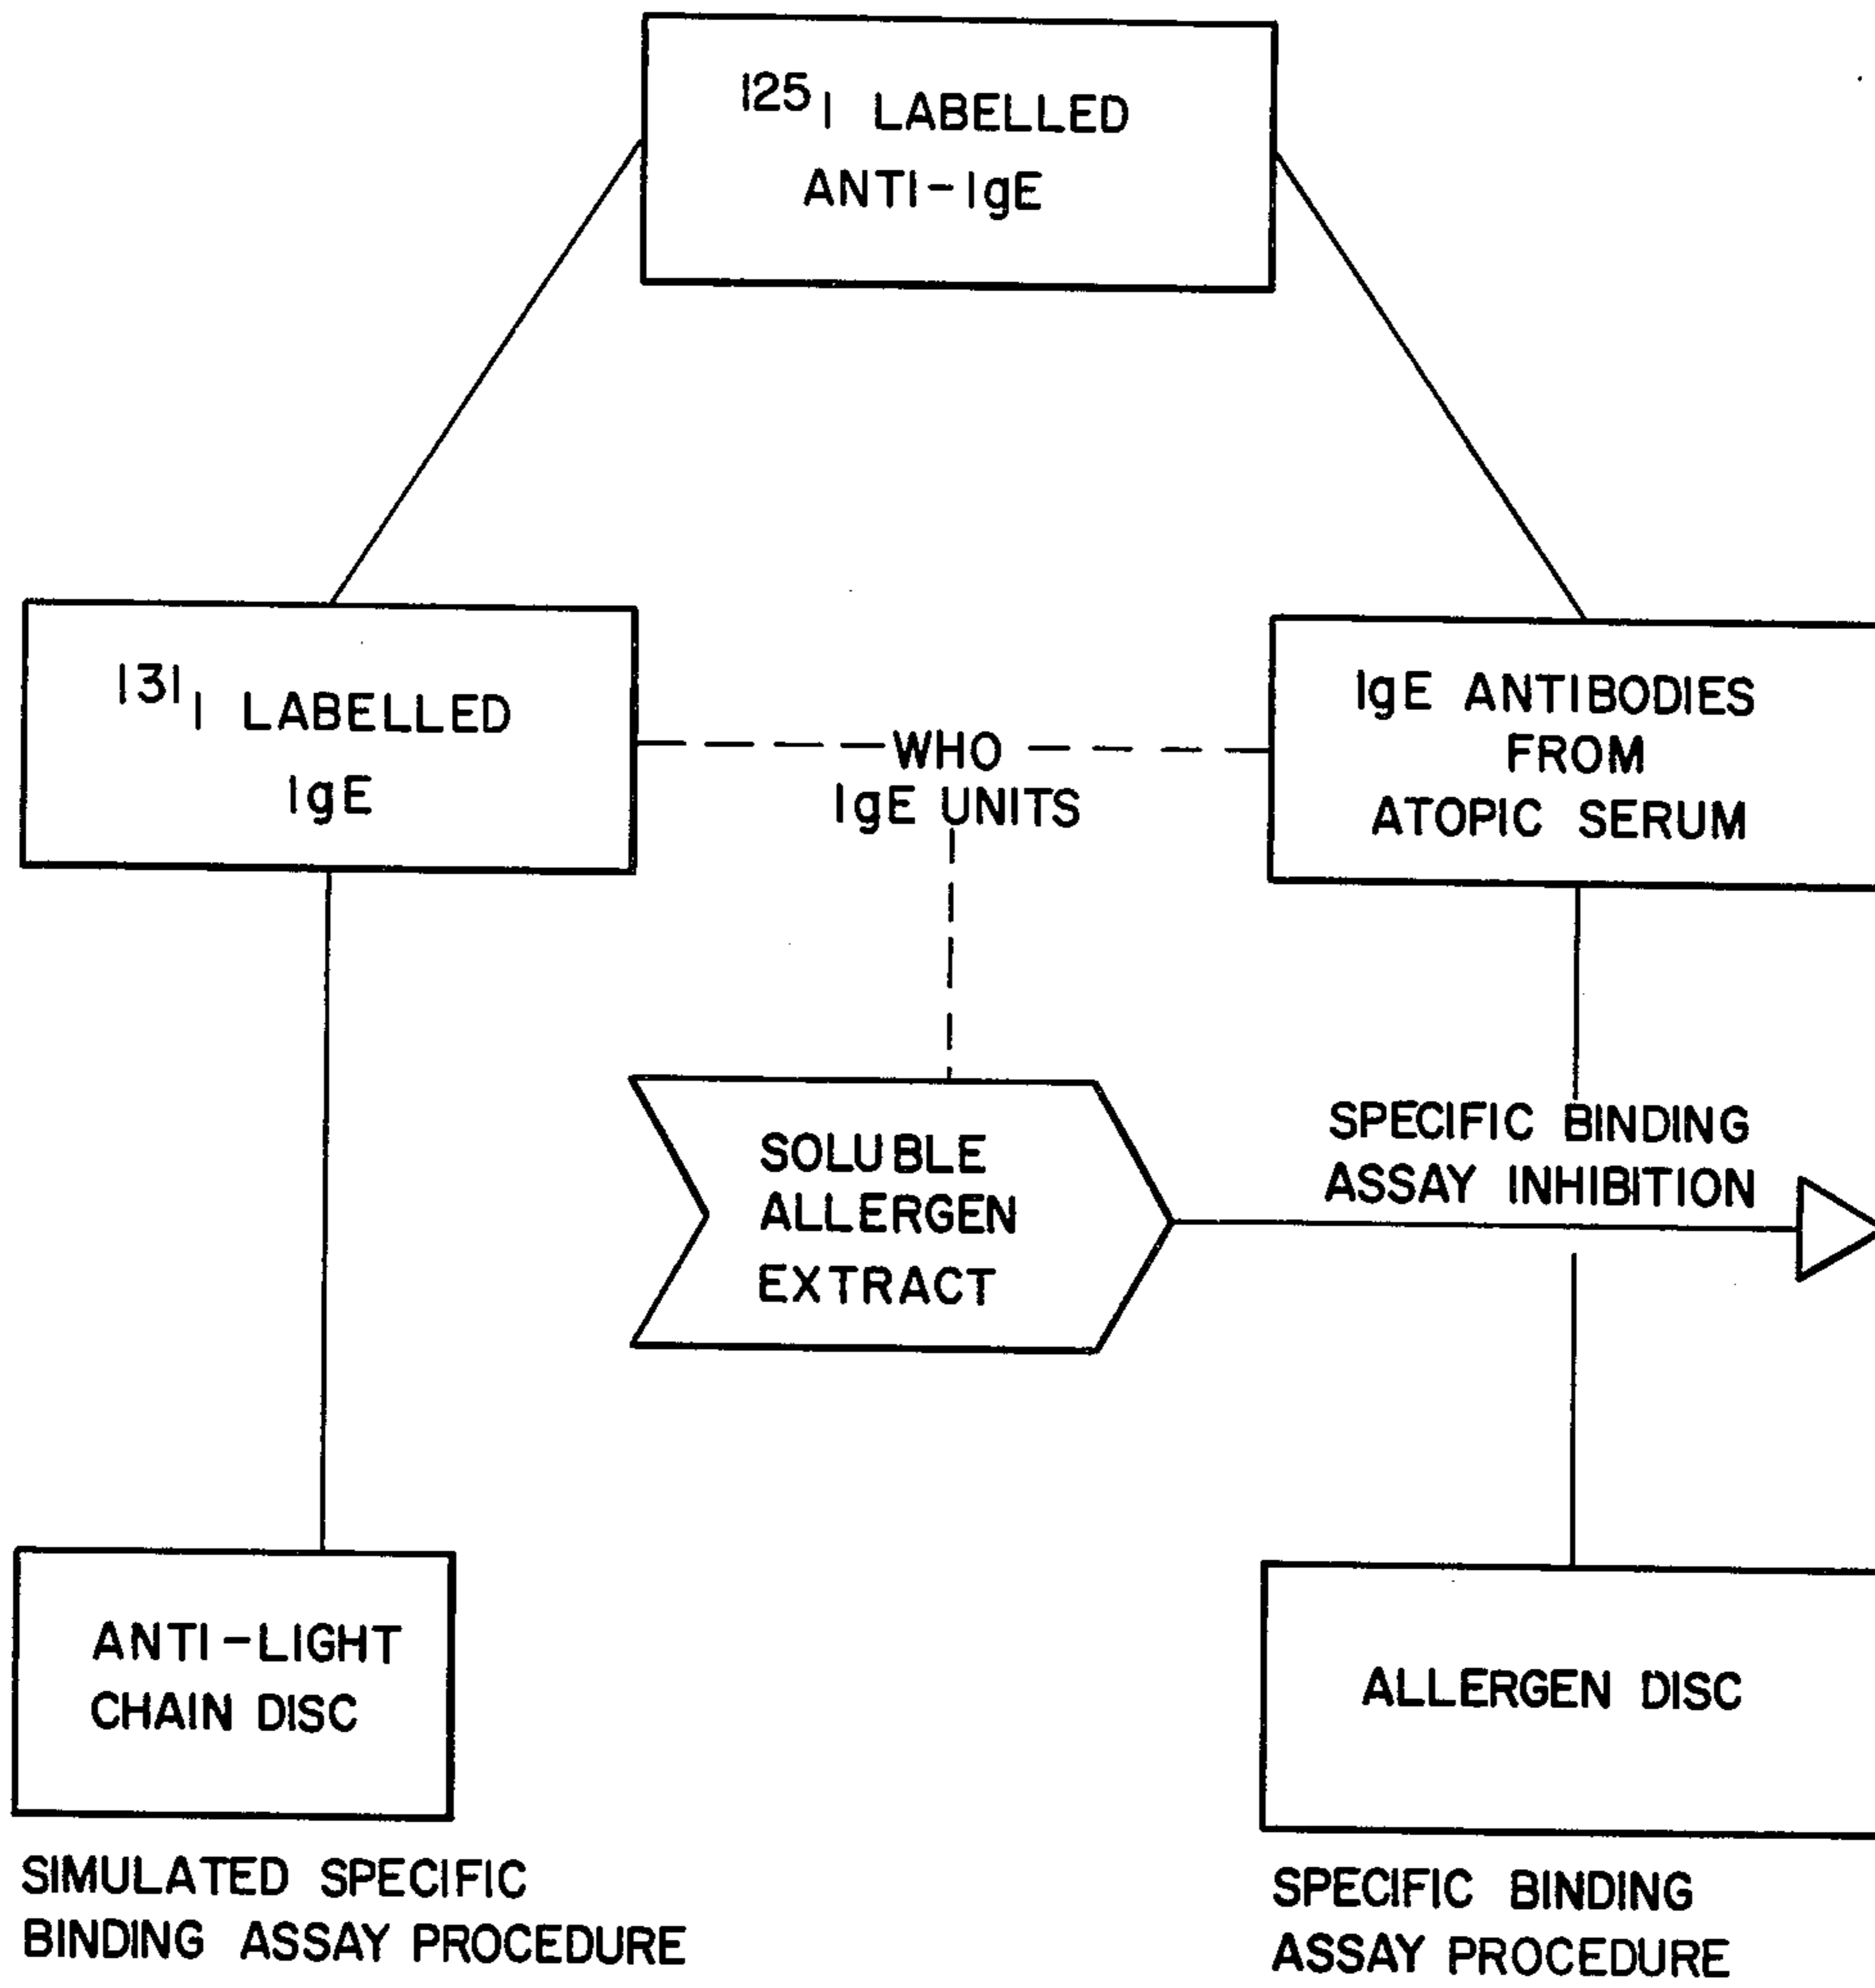 ¹²⁵I LABELLED
ANTI-IgE
¹³¹I LABELLED
IgE
WHO
IgE UNITS
IgE ANTIBODIES
FROM
ATOPIC SERUM
SOLUBLE
ALLERGEN
EXTRACT
SPECIFIC BINDING
ASSAY INHIBITION
ANTI-LIGHT
CHAIN DISC
ALLERGEN DISC
SIMULATED SPECIFIC
BINDING ASSAY PROCEDURE
SPECIFIC BINDING
ASSAY PROCEDURE